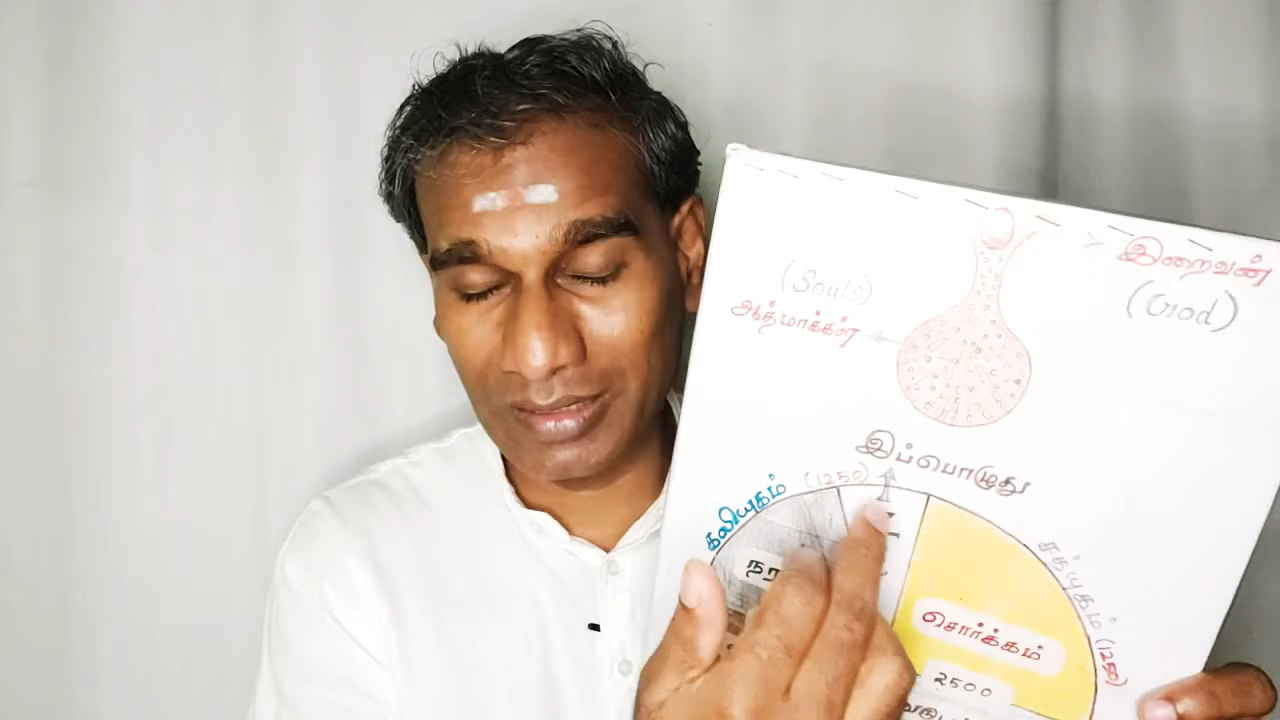 இறைவன்
(God)
(Souls)
ஆத்மாக்கள்
இப்பொழுது
கலியுகம் (1250)
சத்யுகம் (1250)
சொர்க்கம்
2500